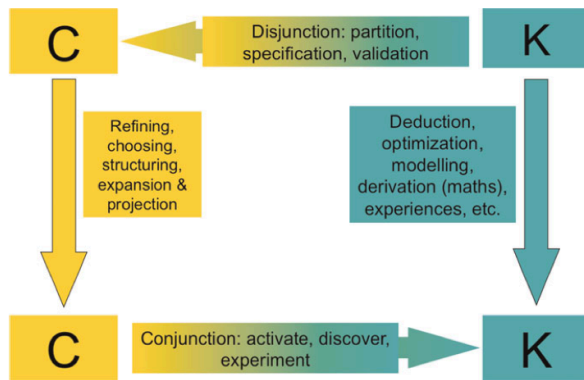 C
Disjunction: partition,
specification, validation
K
Refining,
choosing,
structuring,
expansion &
projection
Deduction,
optimization,
modelling,
derivation (maths),
experiences, etc.
C
Conjunction: activate, discover,
experiment
K